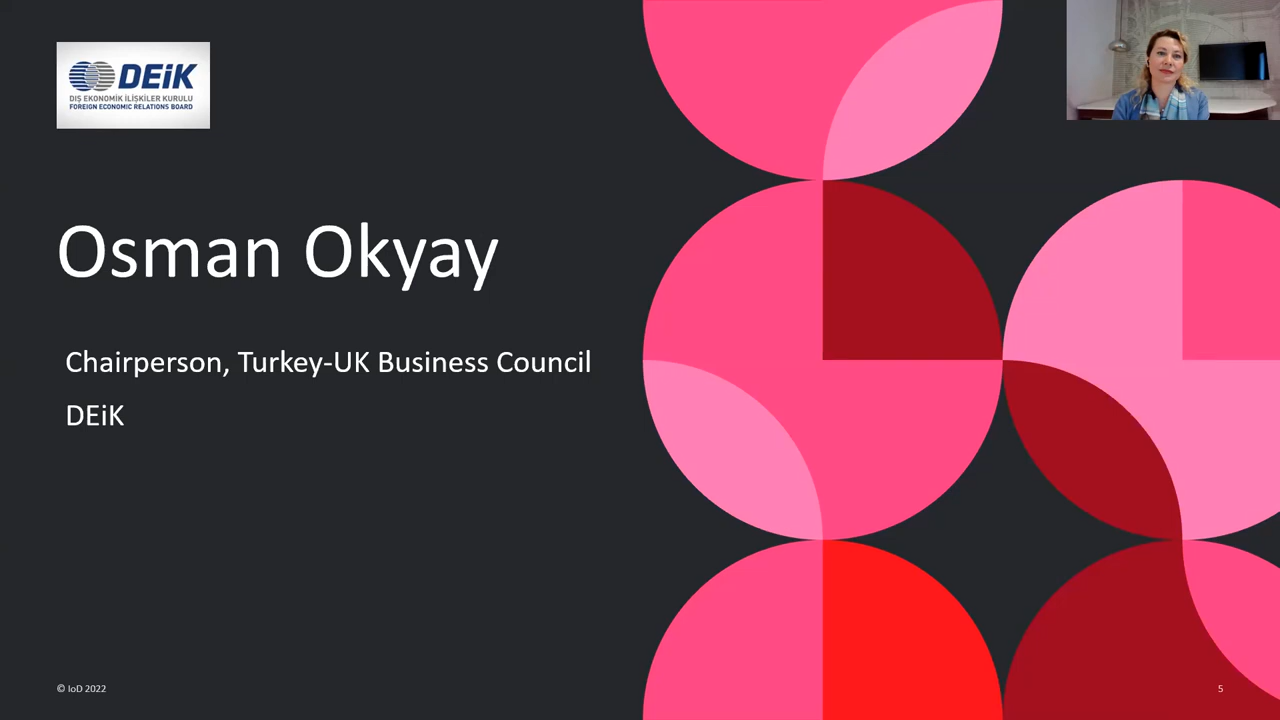 DEiK
DIŞ EKONOMİK İLİŞKİLER KURULU
FOREIGN ECONOMIC RELATIONS BOARD
Osman Okyay
Chairperson, Turkey-UK Business Council
DEiK
© IoD 2022
5